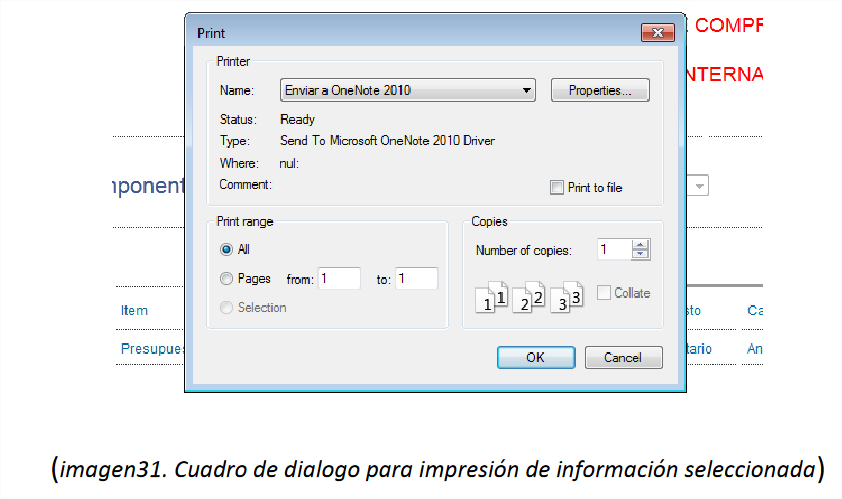 Print
COMPR
Printer
NTERNA
Name: Enviar a OneNote 2010 Properties...
Status: Ready
Type: Send To Microsoft OneNote 2010 Driver
Where: nul:
Comment:
Print to file
mponent
Print range
Copies
All
Number of copies: 1
Pages from: 1 to: 1
1 1 2 2 3 3 Collate
Selection
Item sto Ca
OK Cancel
Presupues tario An
(imagen31. Cuadro de dialogo para impresión de información seleccionada)